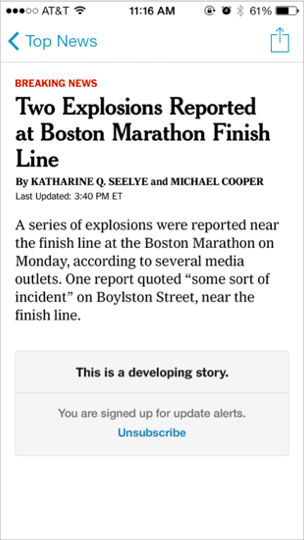 AT&T 11:16 AM 61%
Top News
BREAKING NEWS
Two Explosions Reported
at Boston Marathon Finish
Line
By KATHARINE Q. SEELYE and MICHAEL COOPER
Last Updated: 3:40 PM ET
A series of explosions were reported near
the finish line at the Boston Marathon on
Monday, according to several media
outlets. One report quoted “some sort of
incident” on Boylston Street, near the
finish line.
This is a developing story.
You are signed up for update alerts.
Unsubscribe